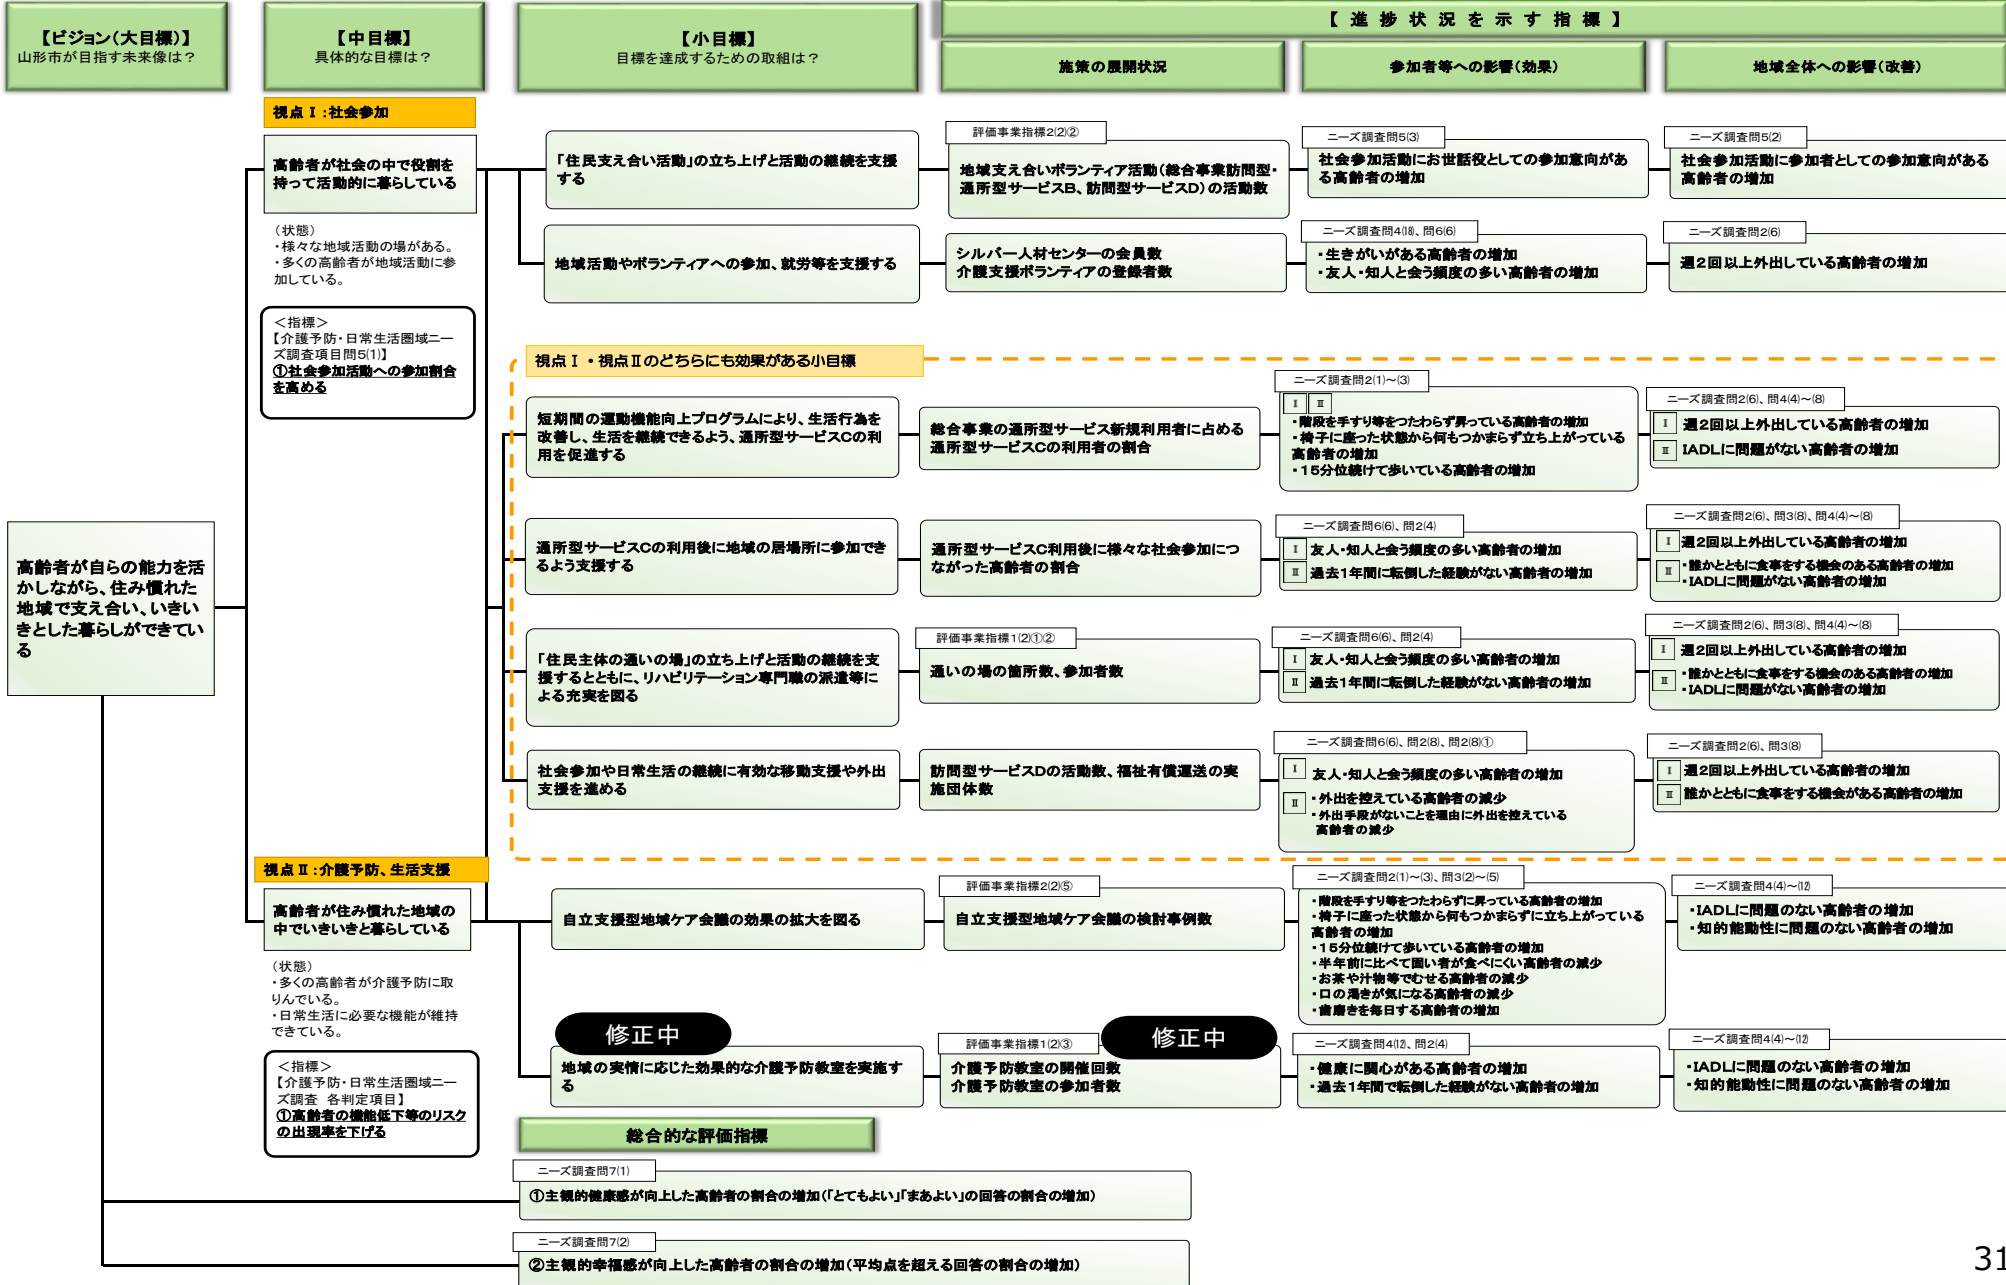 【ビジョン(大目標)】
山形市が目指す未来像は？
【中目標】
具体的な目標は？
【小目標】
目標を達成するための取組は？
【 進 捗 状 況 を 示 す 指 標 】
施策の展開状況
参加者等への影響(効果)
地域全体への影響(改善)
視点Ⅰ:社会参加
高齢者が社会の中で役割を
持って活動的に暮らしている
(状態)
・様々な地域活動の場がある。
・多くの高齢者が地域活動に参
加している。
＜指標＞
【介護予防・日常生活圏域ニー
ズ調査項目問5(1)】
①社会参加活動への参加割合
を高める
「住民支え合い活動」の立ち上げと活動の継続を支援
する
評価事業指標2(2)②
地域支え合いボランティア活動(総合事業訪問型・
通所型サービスB、訪問型サービスD)の活動数
ニーズ調査問5(3)
社会参加活動にお世話役としての参加意向があ
る高齢者の増加
ニーズ調査問5(2)
社会参加活動に参加者としての参加意向がある
高齢者の増加
地域活動やボランティアへの参加、就労等を支援する
シルバー人材センターの会員数
介護支援ボランティアの登録者数
ニーズ調査問4(18)、問6(6)
・生きがいがある高齢者の増加
・友人・知人と会う頻度の多い高齢者の増加
ニーズ調査問2(6)
週2回以上外出している高齢者の増加
視点Ⅰ・視点Ⅱのどちらにも効果がある小目標
短期間の運動機能向上プログラムにより、生活行為を
改善し、生活を継続できるよう、通所型サービスCの利
用を促進する
総合事業の通所型サービス新規利用者に占める
通所型サービスCの利用者の割合
ニーズ調査問2(1)～(3)
Ⅰ Ⅱ
・階段を手すり等をつたわらず昇っている高齢者の増加
・椅子に座った状態から何もつかまらず立ち上がっている
高齢者の増加
・15分位続けて歩いている高齢者の増加
ニーズ調査問2(6)、問4(4)～(8)
Ⅰ 週2回以上外出している高齢者の増加
Ⅱ IADLに問題がない高齢者の増加
通所型サービスCの利用後に地域の居場所に参加でき
るよう支援する
通所型サービスC利用後に様々な社会参加につ
ながった高齢者の割合
ニーズ調査問6(6)、問2(4)
Ⅰ 友人・知人と会う頻度の多い高齢者の増加
Ⅱ 過去1年間に転倒した経験がない高齢者の増加
ニーズ調査問2(6)、問3(8)、問4(4)～(8)
Ⅰ 週2回以上外出している高齢者の増加
Ⅱ ・誰かとともに食事をする機会のある高齢者の増加
・IADLに問題がない高齢者の増加
高齢者が自らの能力を活
かしながら、住み慣れた
地域で支え合い、いきい
きとした暮らしができてい
る
「住民主体の通いの場」の立ち上げと活動の継続を支
援するとともに、リハビリテーション専門職の派遣等に
よる充実を図る
評価事業指標1(2)①②
通いの場の箇所数、参加者数
ニーズ調査問6(6)、問2(4)
Ⅰ 友人・知人と会う頻度の多い高齢者の増加
Ⅱ 過去1年間に転倒した経験がない高齢者の増加
ニーズ調査問2(6)、問3(8)、問4(4)～(8)
Ⅰ 週2回以上外出している高齢者の増加
Ⅱ ・誰かとともに食事をする機会のある高齢者の増加
・IADLに問題がない高齢者の増加
社会参加や日常生活の継続に有効な移動支援や外出
支援を進める
訪問型サービスDの活動数、福祉有償運送の実
施団体数
ニーズ調査問6(6)、問2(8)、問2(8)①
Ⅰ 友人・知人と会う頻度の多い高齢者の増加
Ⅱ ・外出を控えている高齢者の減少
・外出手段がないことを理由に外出を控えている
高齢者の減少
ニーズ調査問2(6)、問3(8)
Ⅰ 週2回以上外出している高齢者の増加
Ⅱ 誰かとともに食事をする機会がある高齢者の増加
視点Ⅱ:介護予防、生活支援
高齢者が住み慣れた地域の
中でいきいきと暮らしている
(状態)
・多くの高齢者が介護予防に取
りんでいる。
・日常生活に必要な機能が維持
できている。
＜指標＞
【介護予防・日常生活圏域ニー
ズ調査 各判定項目】
①高齢者の機能低下等のリスク
の出現率を下げる
自立支援型地域ケア会議の効果の拡大を図る
評価事業指標2(2)⑤
自立支援型地域ケア会議の検討事例数
ニーズ調査問2(1)～(3)、問3(2)～(5)
・階段を手すり等をつたわらずに昇っている高齢者の増加
・椅子に座った状態から何もつかまらずに立ち上がっている
高齢者の増加
・15分位続けて歩いている高齢者の増加
・半年前に比べて固い者が食べにくい高齢者の減少
・お茶や汁物等でむせる高齢者の減少
・口の渇きが気になる高齢者の減少
・歯磨きを毎日する高齢者の増加
ニーズ調査問4(4)～(12)
・IADLに問題のない高齢者の増加
・知的能動性に問題のない高齢者の増加
修正中
地域の実情に応じた効果的な介護予防教室を実施す
る
評価事業指標1(2)③
修正中
介護予防教室の開催回数
介護予防教室の参加者数
ニーズ調査問4(12)、問2(4)
・健康に関心がある高齢者の増加
・過去1年間で転倒した経験がない高齢者の増加
ニーズ調査問4(4)～(12)
・IADLに問題のない高齢者の増加
・知的能動性に問題のない高齢者の増加
総合的な評価指標
ニーズ調査問7(1)
①主観的健康感が向上した高齢者の割合の増加(「とてもよい」「まあよい」の回答の割合の増加)
ニーズ調査問7(2)
②主観的幸福感が向上した高齢者の割合の増加(平均点を超える回答の割合の増加)
31